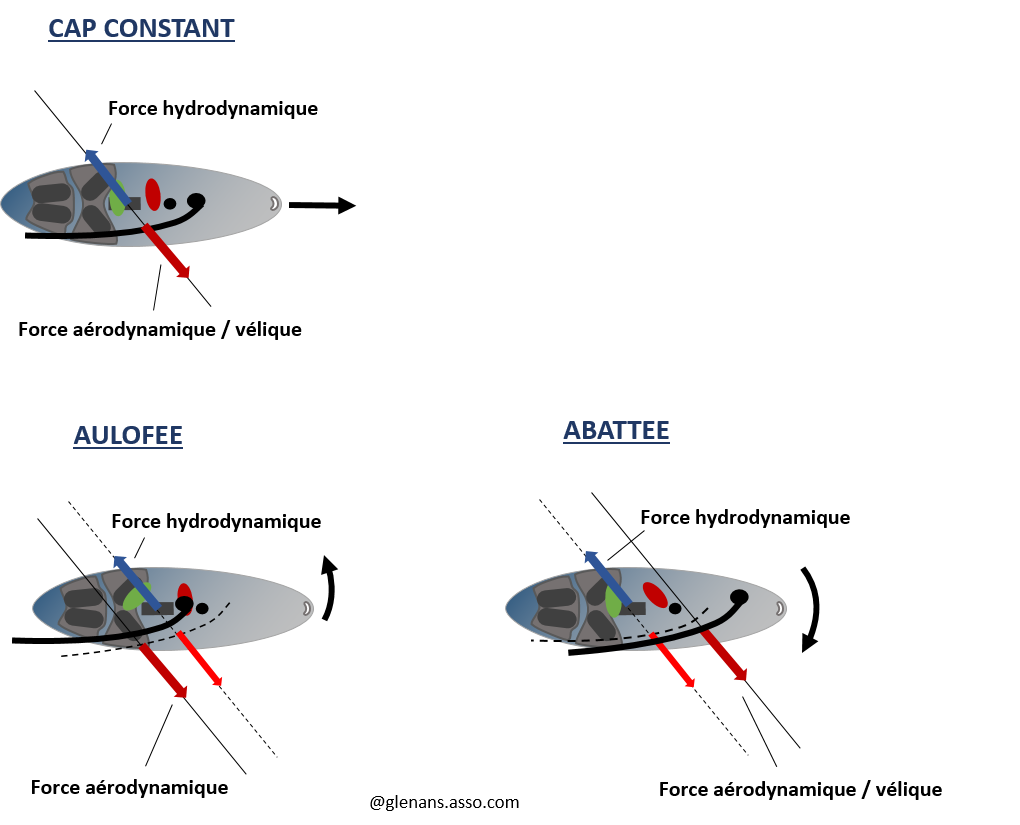 CAP CONSTANT
Force hydrodynamique
Force aérodynamique / vélique
AULOFEE
ABATTEE
Force hydrodynamique
Force hydrodynamique
Force aérodynamique
Force aérodynamique / vélique
@glenans.asso.com